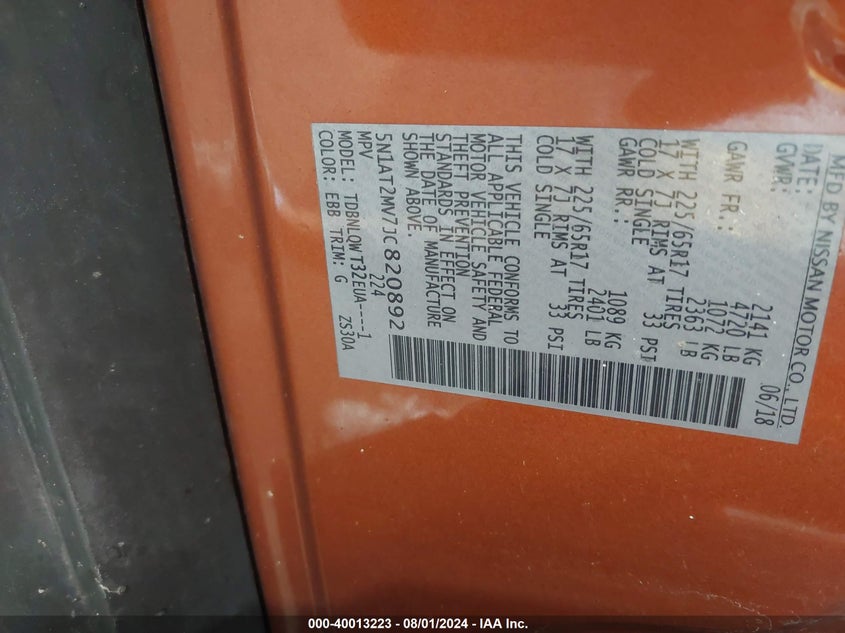 MFD BY NISSAN MOTOR CO., LTD.
DATE: 06/18
GVWR: 2141 KG
4720 LB
GAWR FR.: 1072 KG
2363 LB
WITH 225/65R17 TIRES
17 X 7J RIMS AT
COLD SINGLE 33 PSI
GAWR RR.: 1089 KG
2401 LB
WITH 225/65R17 TIRES
17 X 7J RIMS AT
COLD SINGLE 33 PSI
THIS VEHICLE CONFORMS TO
ALL APPLICABLE FEDERAL
MOTOR VEHICLE SAFETY AND
THEFT PREVENTION
STANDARDS IN EFFECT ON
THE DATE OF MANUFACTURE
SHOWN ABOVE.
5N1AT2MV7JC820892
MPV 224
MODEL: TDBNLQWT32EUA----1
COLOR: EBB TRIM: G ZS30A
000-40013223 - 08/01/2024 - IAA Inc.